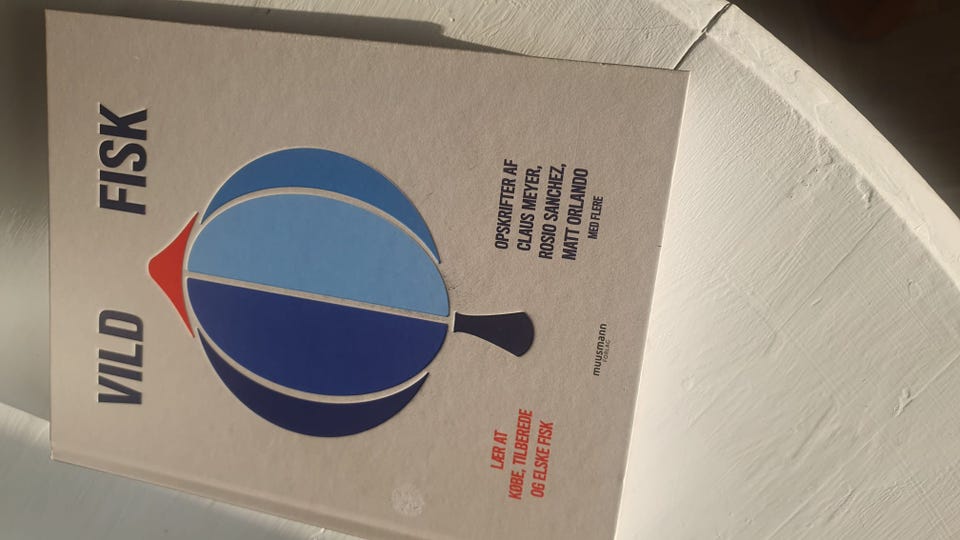 VILD FISK
OPSKRIFTER AF
CLAUS MEYER,
ROSIO SANCHEZ,
MATT ORLANDO
MED FLERE
LÆR AT
KØBE, TILBEREDE
OG ELSKE FISK
muusmann
FORLAG